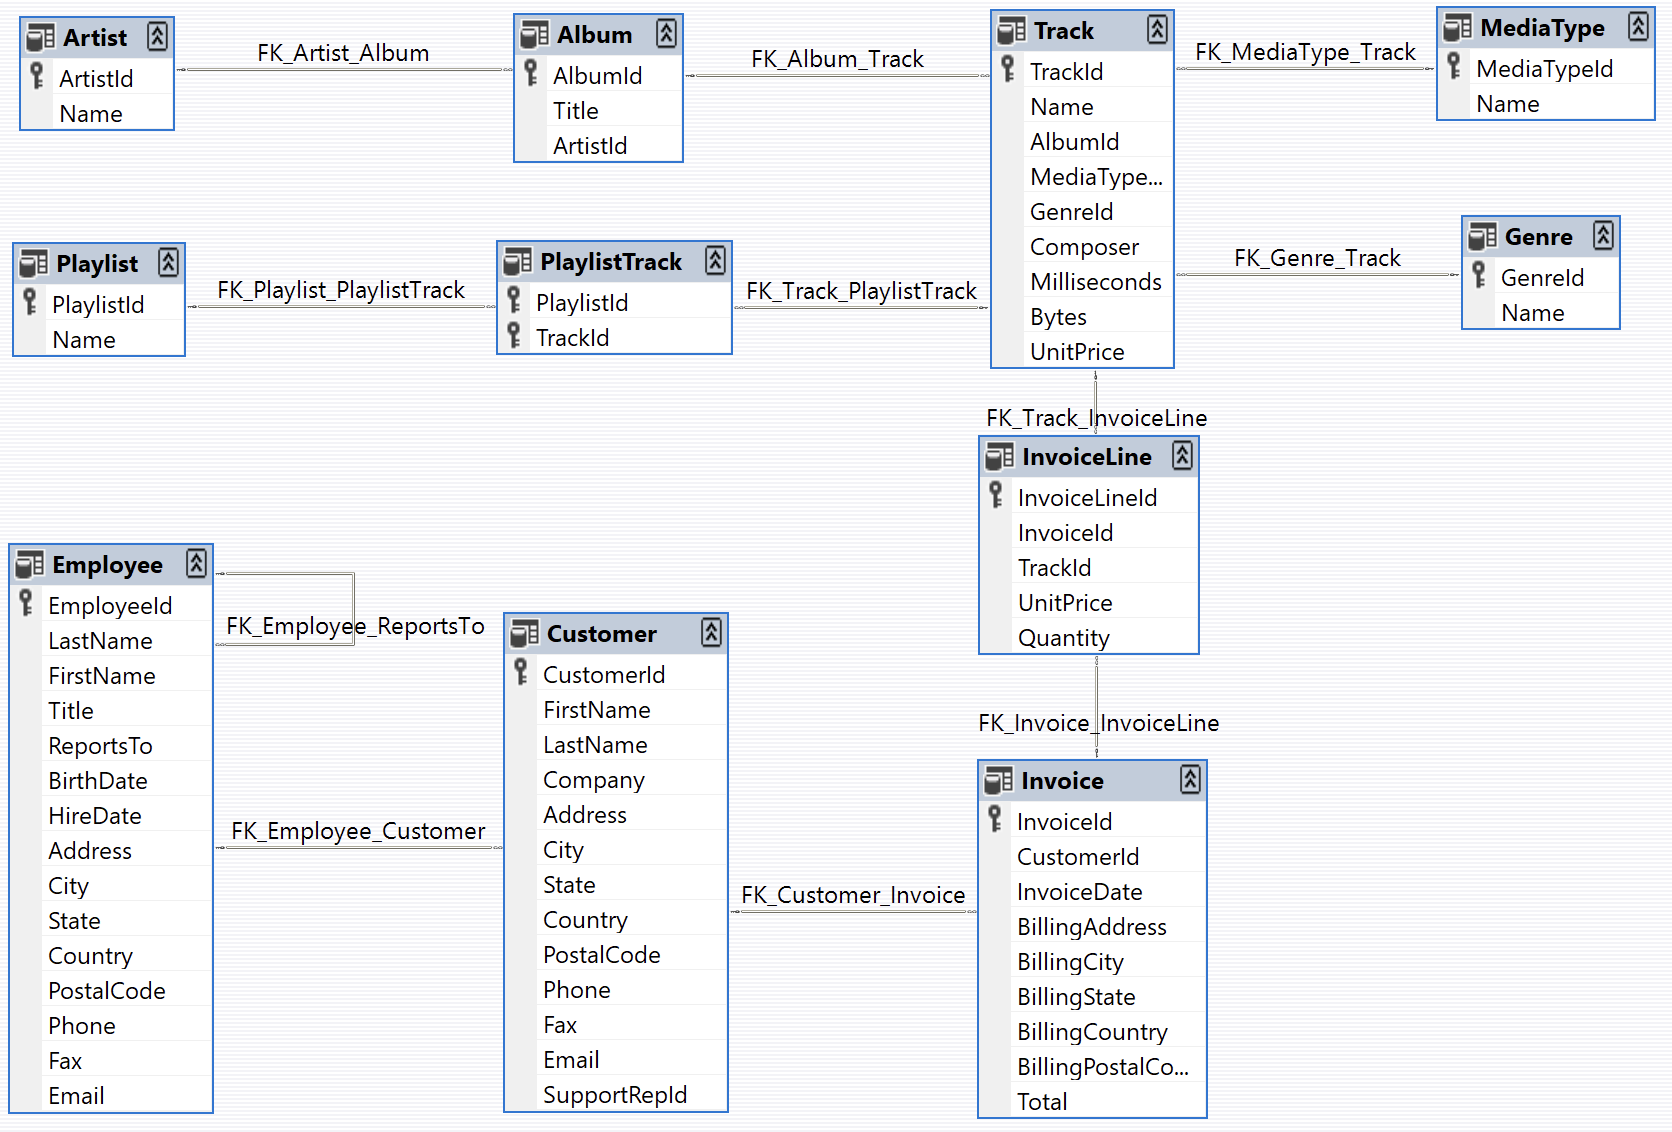 Artist
ArtistId
Name
FK_Artist_Album
Album
AlbumId
Title
ArtistId
FK_Album_Track
Track
TrackId
Name
AlbumId
MediaType...
GenreId
Composer
Milliseconds
Bytes
UnitPrice
FK_MediaType_Track
MediaType
MediaTypeId
Name
FK_Genre_Track
Genre
GenreId
Name
Playlist
PlaylistId
Name
FK_Playlist_PlaylistTrack
PlaylistTrack
PlaylistId
TrackId
FK_Track_PlaylistTrack
FK_Track_InvoiceLine
InvoiceLine
InvoiceLineId
InvoiceId
TrackId
UnitPrice
Quantity
Employee
EmployeeId
LastName
FirstName
Title
ReportsTo
BirthDate
HireDate
Address
City
State
Country
PostalCode
Phone
Fax
Email
FK_Employee_ReportsTo
FK_Employee_Customer
Customer
CustomerId
FirstName
LastName
Company
Address
City
State
Country
PostalCode
Phone
Fax
Email
SupportRepId
FK_Customer_Invoice
FK_Invoice_InvoiceLine
Invoice
InvoiceId
CustomerId
InvoiceDate
BillingAddress
BillingCity
BillingState
BillingCountry
BillingPostalCo...
Total